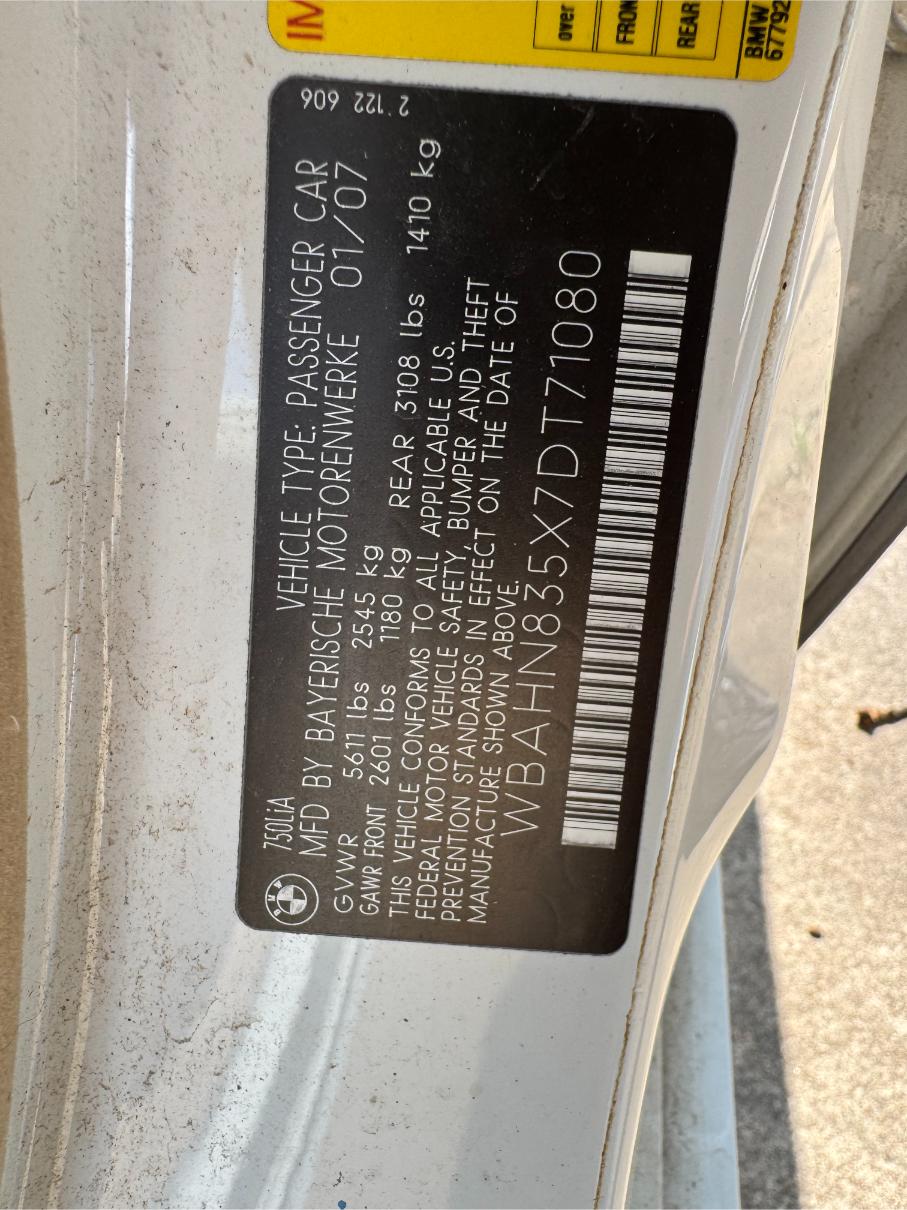 IM
over
FRON
REAR
BMW
67792
2 122 606
750LiA VEHICLE TYPE: PASSENGER CAR
MFD BY BAYERISCHE MOTORENWERKE 01/07
GVWR 5611 lbs 2545 kg
GAWR FRONT 2601 lbs 1180 kg REAR 3108 lbs 1410 kg
THIS VEHICLE CONFORMS TO ALL APPLICABLE U.S.
FEDERAL MOTOR VEHICLE SAFETY, BUMPER AND THEFT
PREVENTION STANDARDS IN EFFECT ON THE DATE OF
MANUFACTURE SHOWN ABOVE.
WBAHN835X7DT71080
BMW